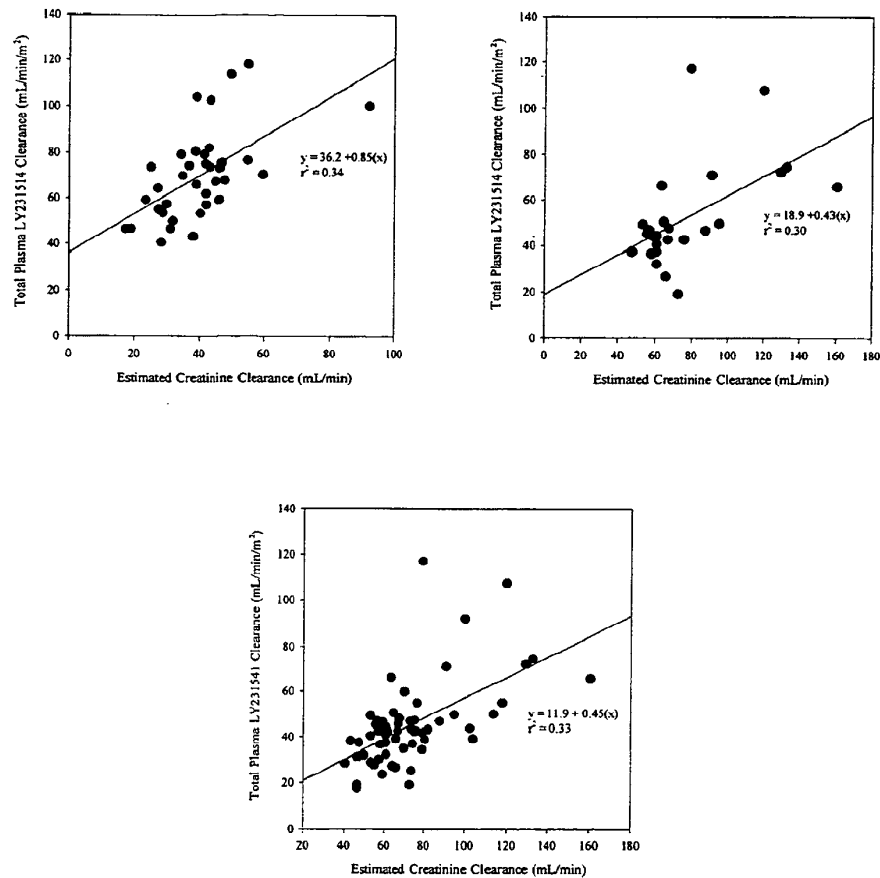 140
120
100
80
60
40
20
0
Total Plasma LY231514 Clearance (mL/min/m²)
y = 36.2 +0.85(x)
r² = 0.34
0 20 40 60 80 100
Estimated Creatinine Clearance (mL/min)
140
120
100
80
60
40
20
0
Total Plasma LY231514 Clearance (mL/min/m²)
y = 18.9 +0.43(x)
r² = 0.30
0 20 40 60 80 100 120 140 160 180
Estimated Creatinine Clearance (mL/min)
140
120
100
80
60
40
20
0
Total Plasma LY231541 Clearance (mL/min/m²)
y = 11.9 + 0.45(x)
r² = 0.33
20 40 60 80 100 120 140 160 180
Estimated Creatinine Clearance (mL/min)